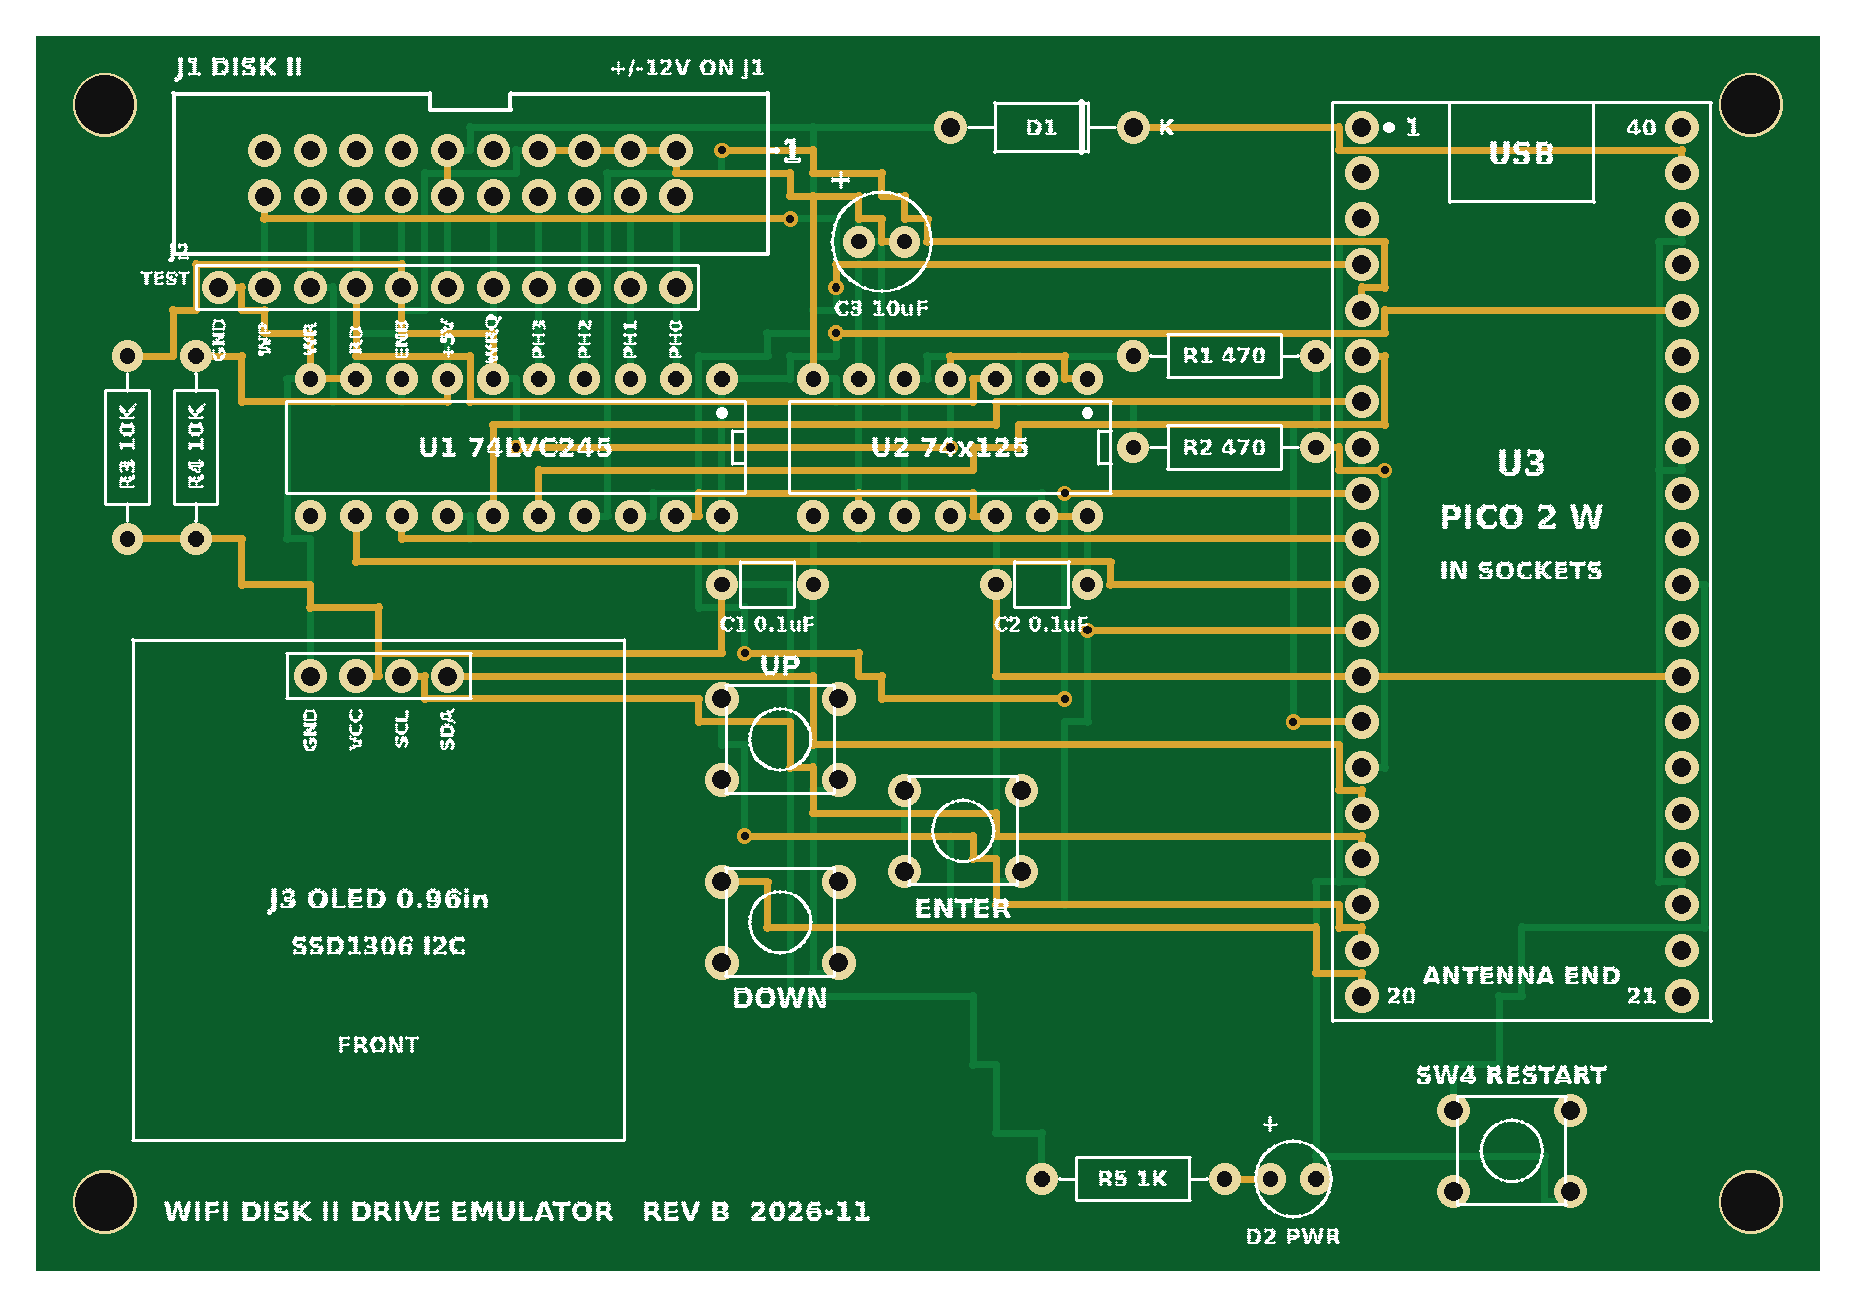 J1 DISK II
+/-12V ON J1
1
D1
K
1
40
USB
+
J2
TEST
C3 10uF
GND
WP
WR
RD
ENB
+5V
WRQ
PH3
PH2
PH1
PH0
R1 470
R3 10K
R4 10K
U1 74LVC245
U2 74x125
R2 470
U3
PICO 2 W
IN SOCKETS
C1 0.1uF
C2 0.1uF
UP
GND
VCC
SCL
SDA
J3 OLED 0.96in
SSD1306 I2C
ENTER
DOWN
ANTENNA END
20
21
FRONT
SW4 RESTART
+
R5 1K
WIFI DISK II DRIVE EMULATOR REV B 2026-11
D2 PWR